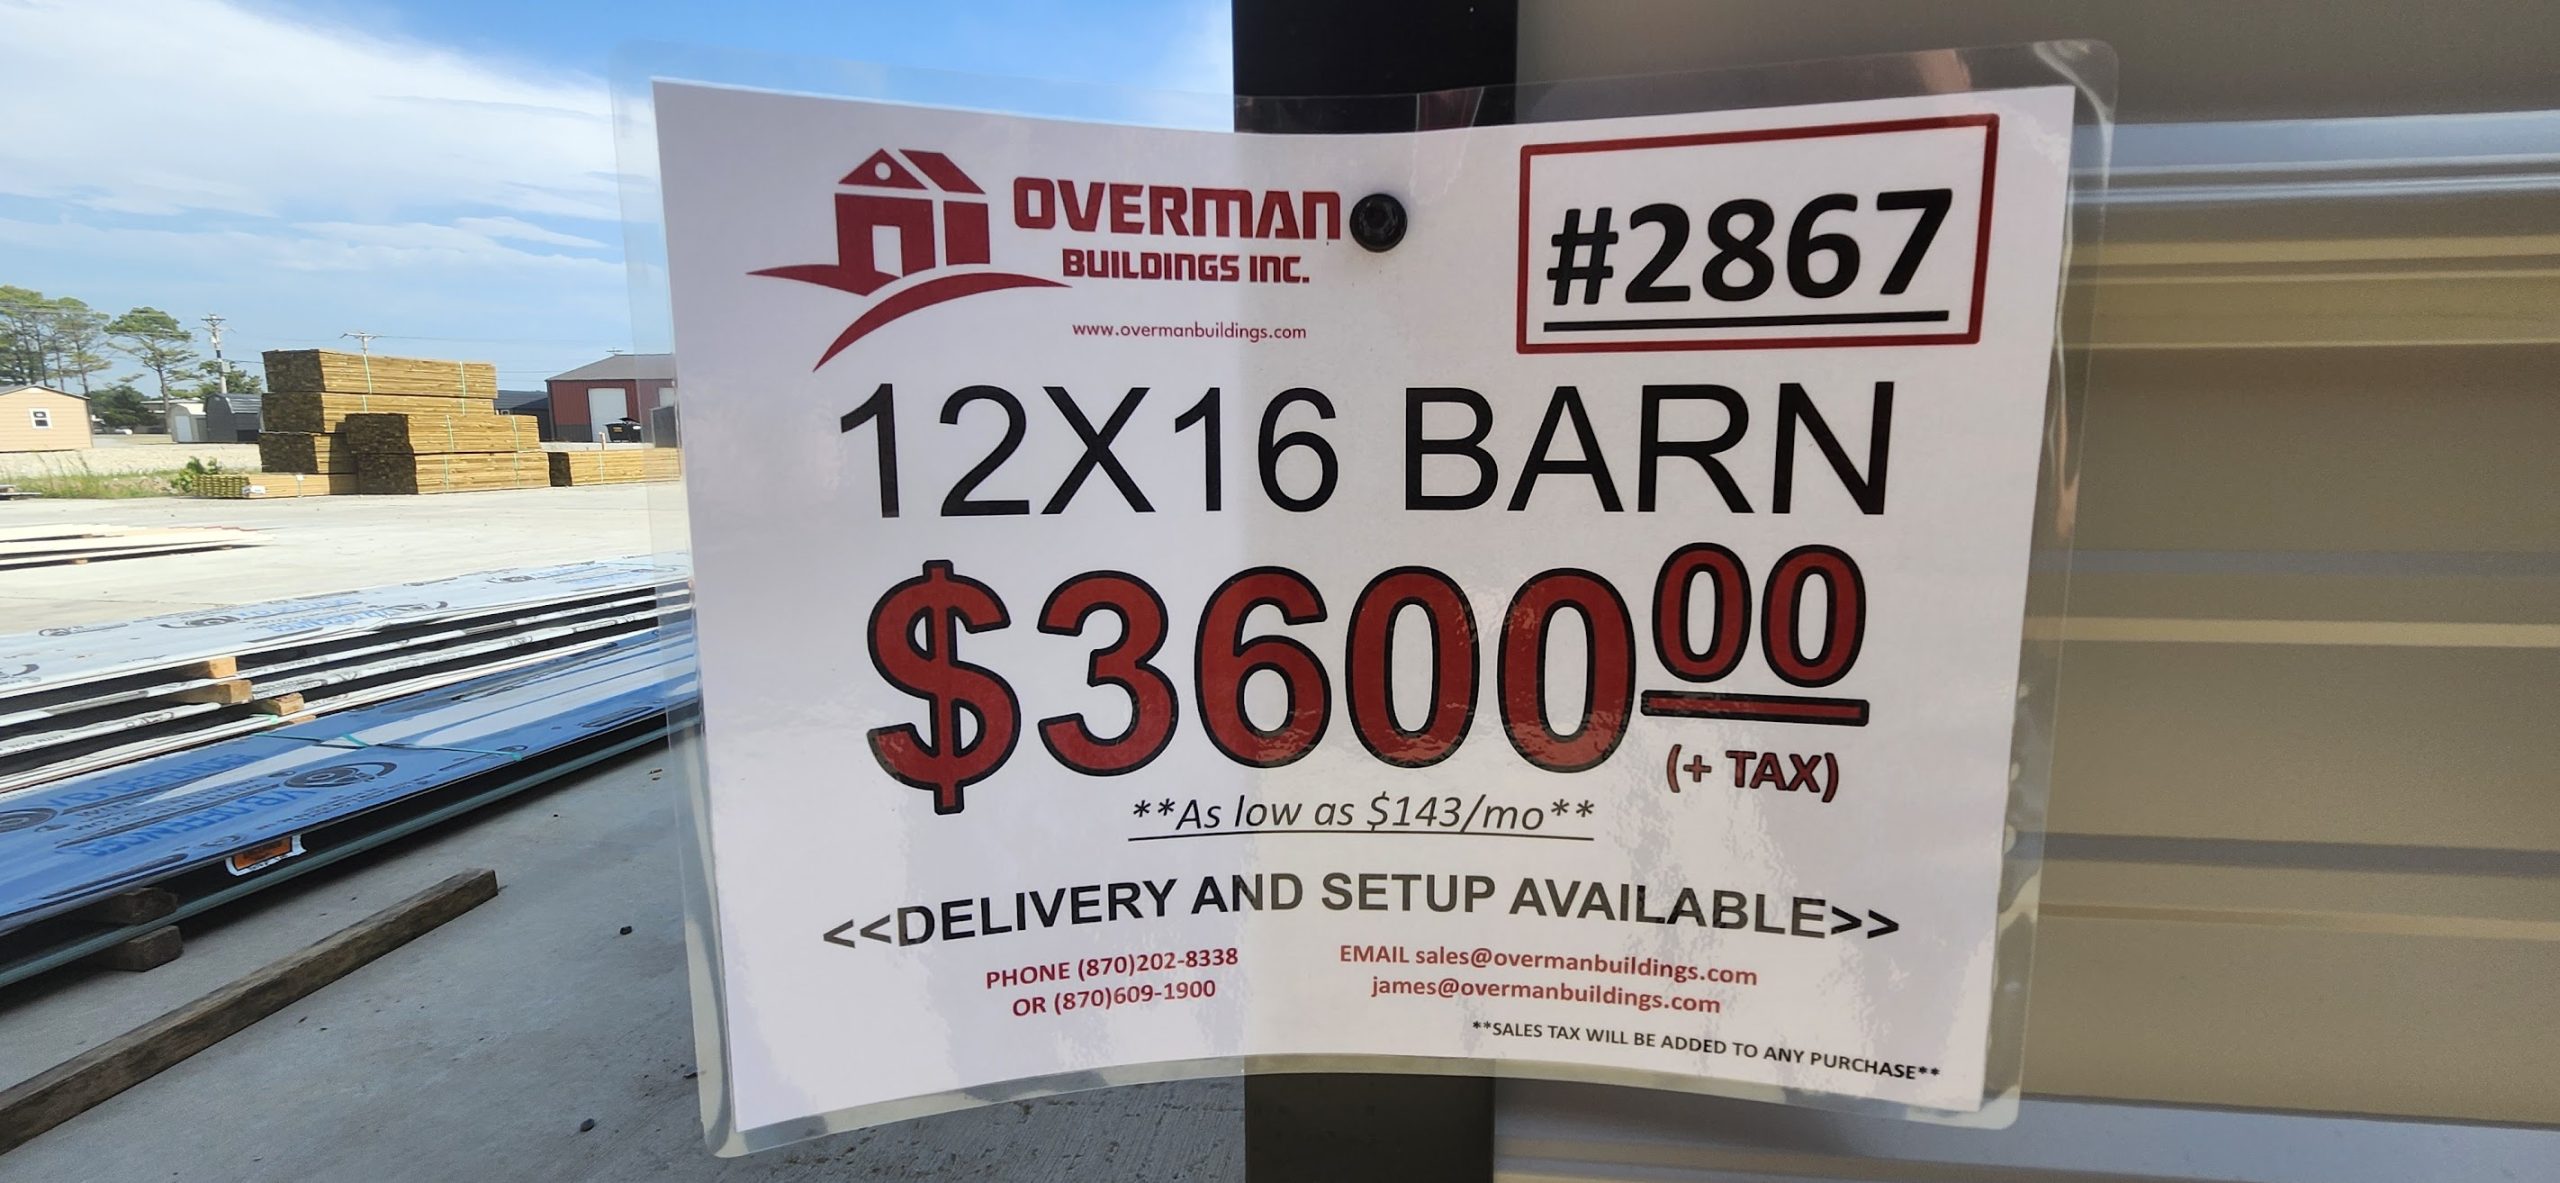 OVERMAN
BUILDINGS INC.
www.overmanbuildings.com
#2867
12X16 BARN
$360000
(+ TAX)
**As low as $143/mo**
<<DELIVERY AND SETUP AVAILABLE>>
PHONE (870)202-8338
OR (870)609-1900
EMAIL sales@overmanbuildings.com
james@overmanbuildings.com
**SALES TAX WILL BE ADDED TO ANY PURCHASE**